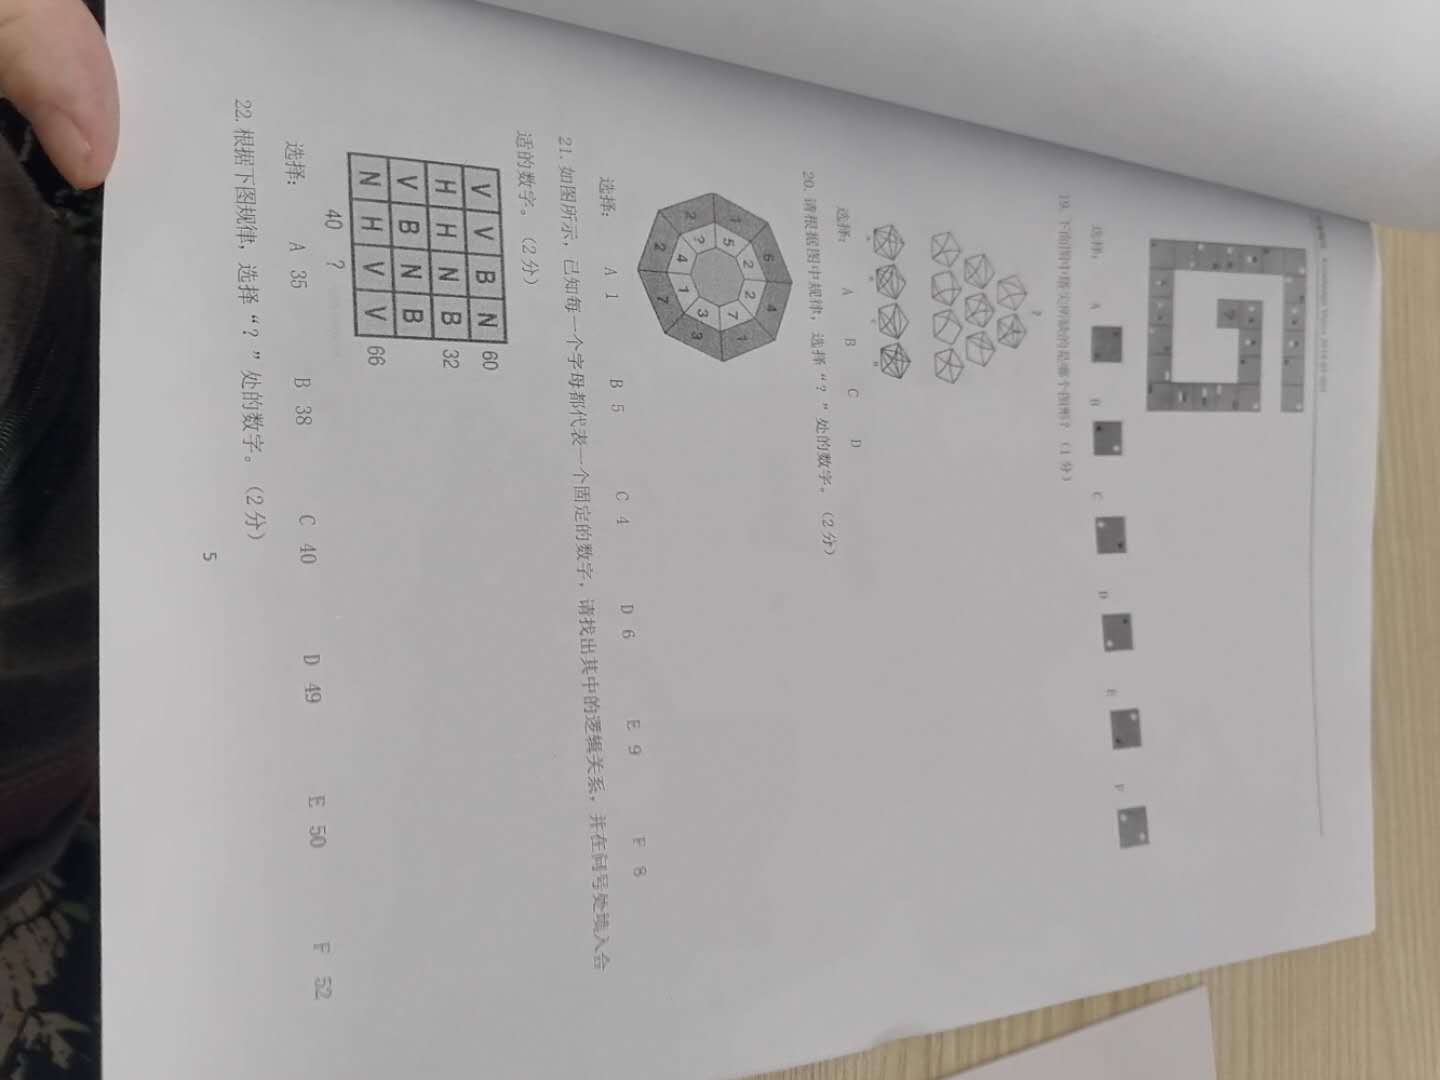 ?
选择: A B C D E F
19. 下面图中塔尖所缺的是哪个图形? (1分)
?
选择: A B C D
20. 请根据图中规律, 选择“?”处的数字。(2分)
6 4
1 2 2 1
5 7
2 ? 3 3
4 1
2 7
选择: A 1 B 5 C 4 D 6 E 9 F 8
21. 如图所示, 已知每一个字母都代表一个固定的数字, 请找出其中的逻辑关系, 并在问号处填入合
适的数字。(2分)
V V B N 60
H H N B 32
V B N B
N H V V 66
40 ?
选择: A 35 B 38 C 40 D 49 E 50 F 52
22. 根据下图规律, 选择“?”处的数字。(2分)
5